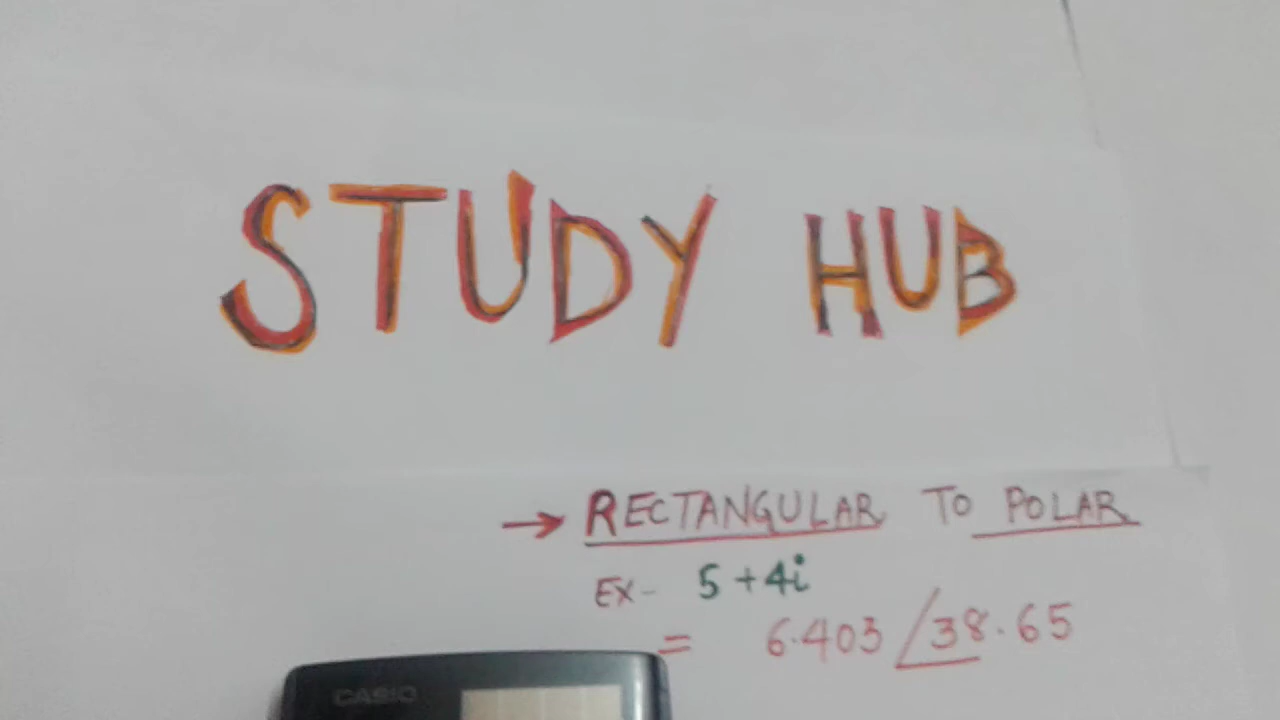 STUDY HUB
→ RECTANGULAR TO POLAR
EX- 5+4i
= 6.403 ∠38.65
CASIO